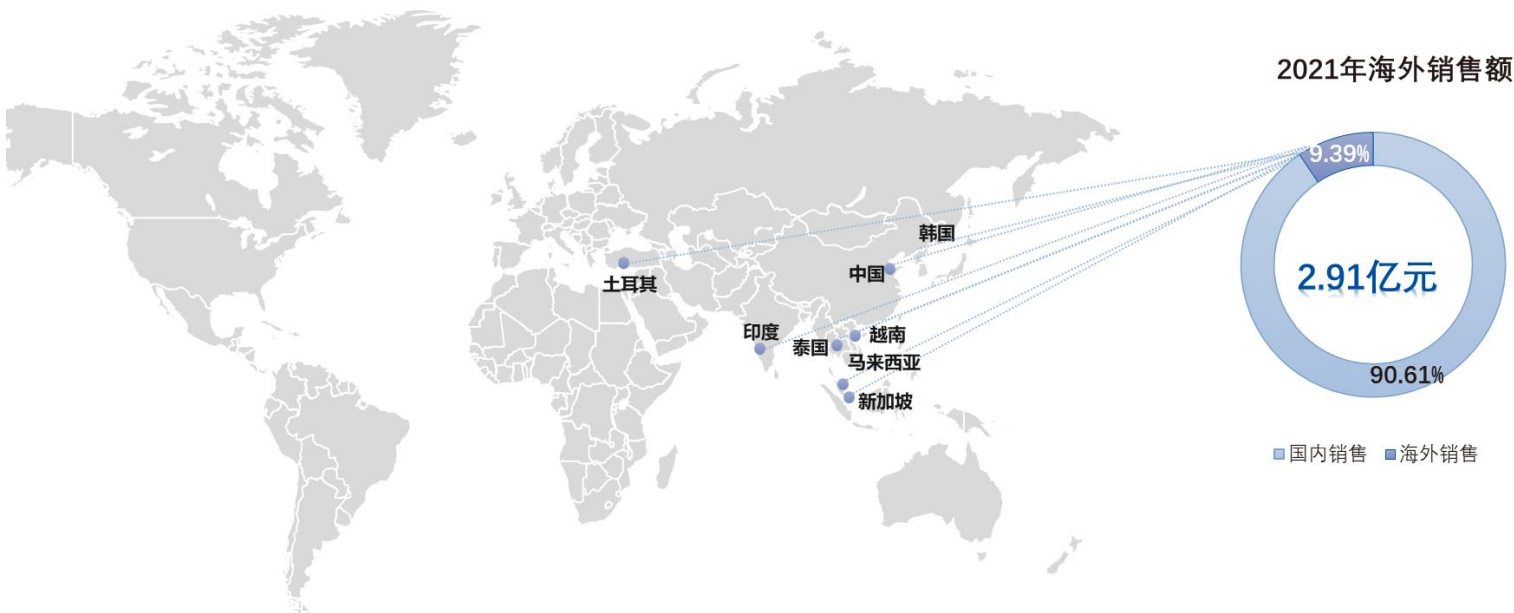 2021年海外销售额
9.39%
韩国
中国
土耳其
2.91亿元
印度
越南
泰国
马来西亚
90.61%
新加坡
国内销售
海外销售